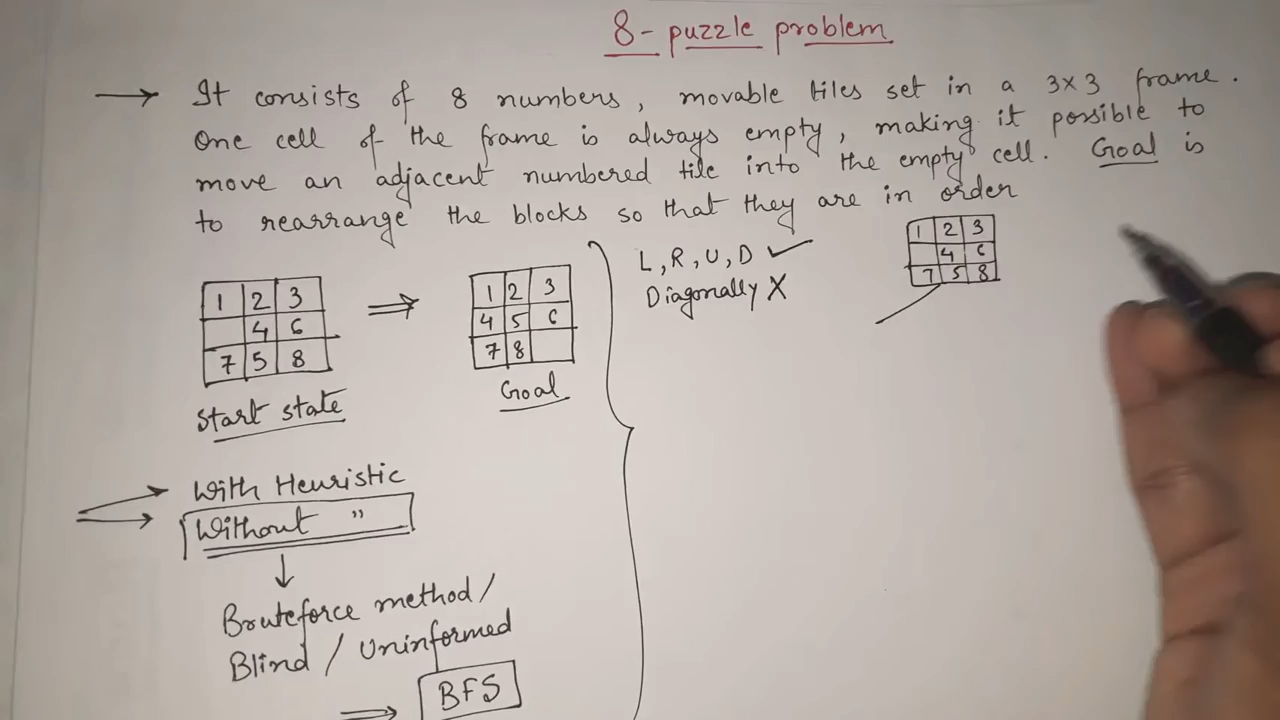 8- puzzle problem
→ It consists of 8 numbers, movable tiles set in a 3x3 frame.
One cell of the frame is always empty, making it possible to
move an adjacent numbered tile into the empty cell. Goal is
to rearrange the blocks so that they are in order
1 2 3
4 6
7 5 8
Start state
⇒
1 2 3
4 5 6
7 8
Goal
L, R, U, D ✓
Diagonally X
1 2 3
4 6
7 5 8
With Heuristic
Without "
↓
Bruteforce method/
Blind / Uninformed
⇒ BFS